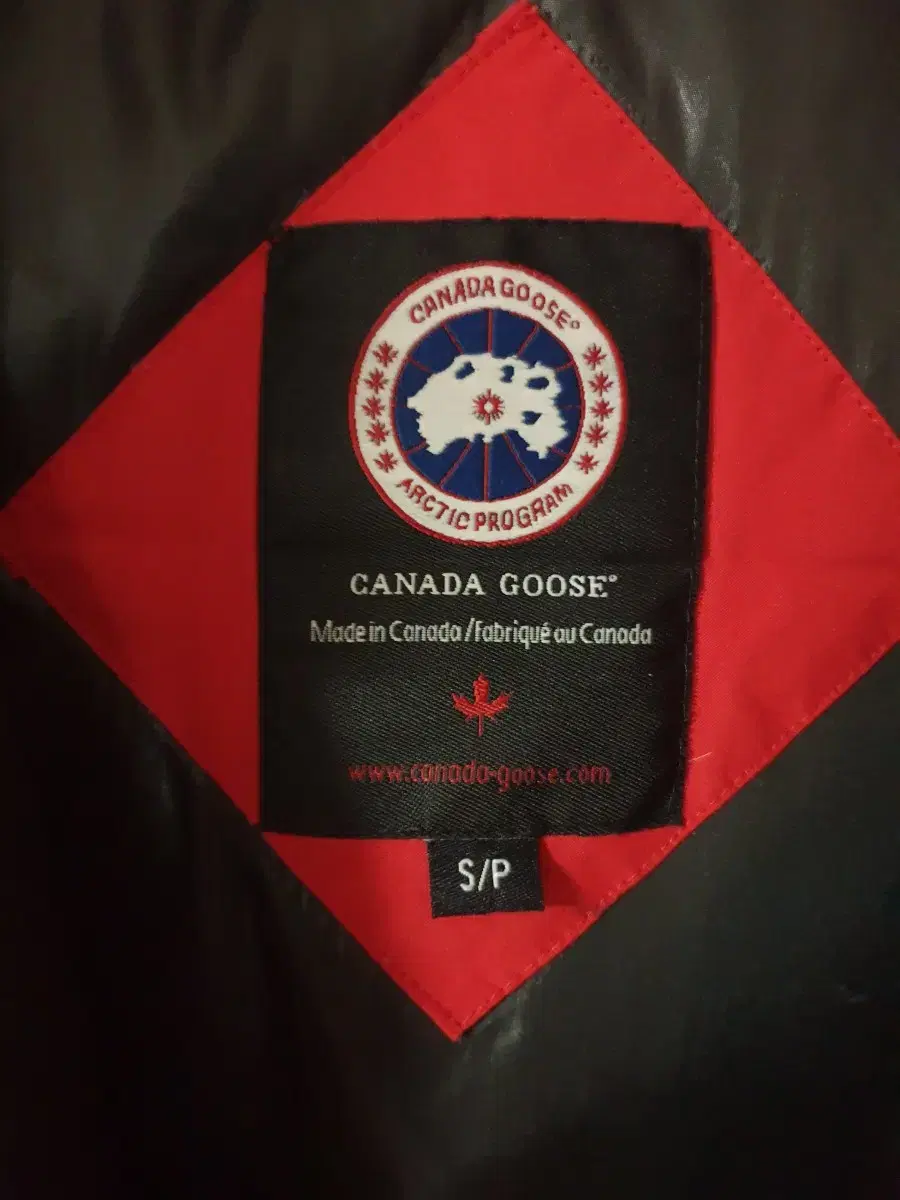 CANADA GOOSE®
ARCTIC PROGRAM
CANADA GOOSE®
Made in Canada/Fabriqué au Canada
www.canada-goose.com
S/P